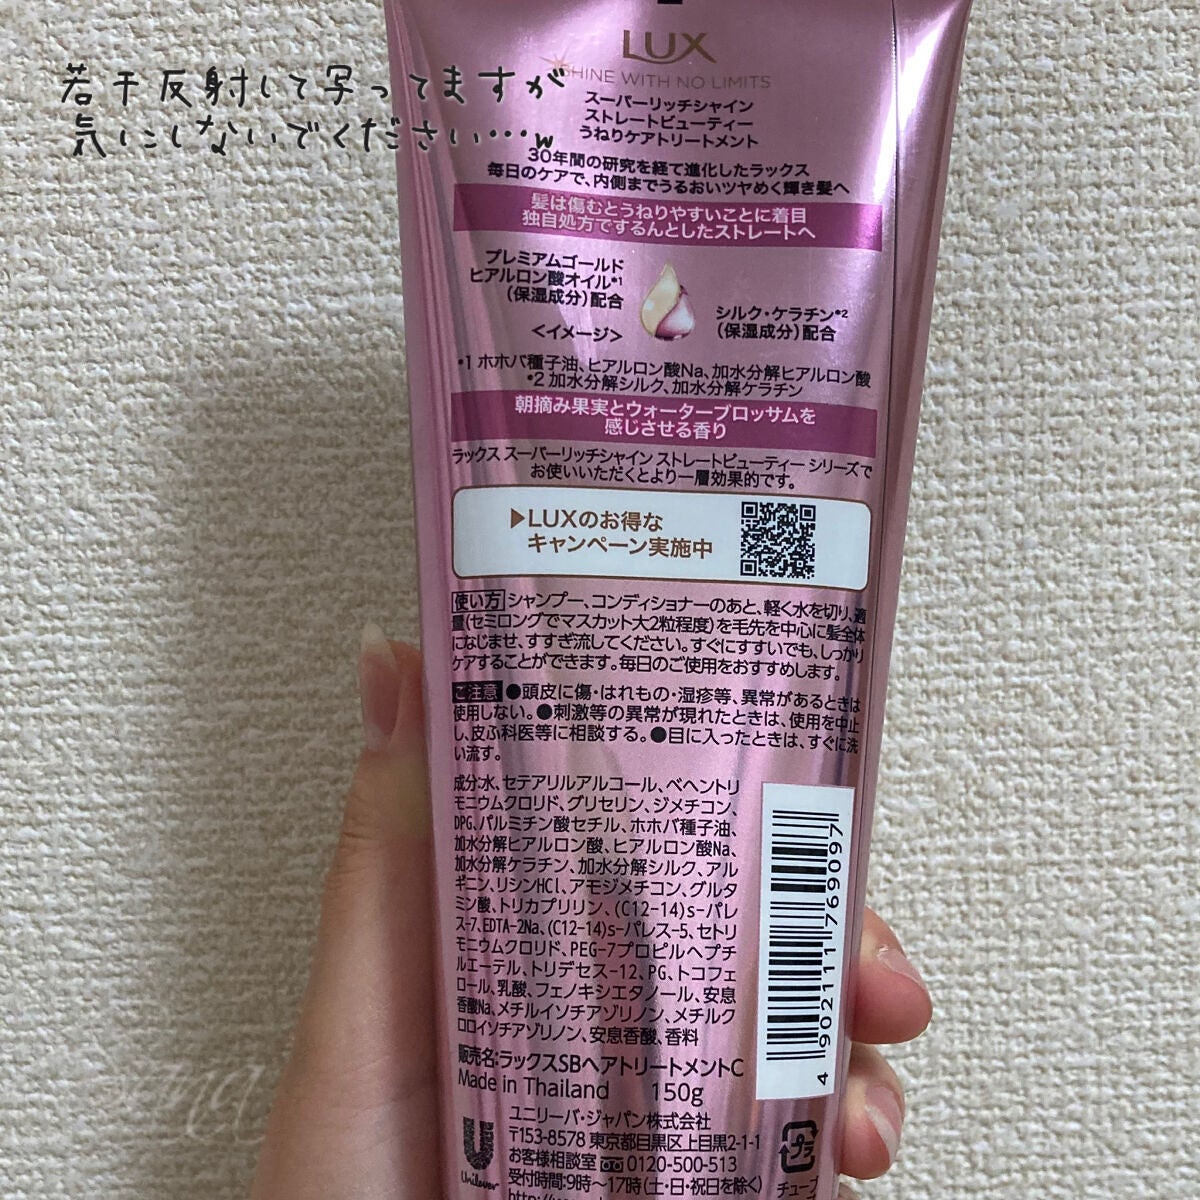 若干反射して写ってますが
気にしないでください…w
LUX
SHINE WITH NO LIMITS
スーパーリッチシャイン
ストレートビューティー
うねりケアトリートメント
30年間の研究を経て進化したラックス
毎日のケアで、内側までうるおいツヤめく輝き髪へ
髪は傷むとうねりやすいことに着目
独自処方でするんとしたストレートへ
プレミアムゴールド
ヒアルロン酸オイル*1
(保湿成分)配合
シルク・ケラチン*2
(保湿成分)配合
<イメージ>
*1 ホホバ種子油、ヒアルロン酸Na、加水分解ヒアルロン酸
*2 加水分解シルク、加水分解ケラチン
朝摘み果実とウォーターブロッサムを
感じさせる香り
ラックス スーパーリッチシャイン ストレートビューティー シリーズで
お使いいただくとより一層効果的です。
▶LUXのお得な
キャンペーン実施中
使い方 シャンプー、コンディショナーのあと、軽く水を切り、適
量(セミロングでマスカット大2粒程度)を毛先を中心に髪全体
になじませ、すすぎ流してください。すぐにすすいでも、しっかり
ケアすることができます。毎日のご使用をおすすめします。
ご注意 ●頭皮に傷・はれもの・湿疹等、異常があるときは
使用しない。●刺激等の異常が現れたときは、使用を中止
し、皮ふ科医等に相談する。●目に入ったときは、すぐに洗
い流す。
成分:水、セテアリルアルコール、ベヘントリ
モニウムクロリド、グリセリン、ジメチコン、
DPG、パルミチン酸セチル、ホホバ種子油、
加水分解ヒアルロン酸、ヒアルロン酸Na、
加水分解ケラチン、加水分解シルク、アル
ギニン、リシンHCl、アモジメチコン、グルタ
ミン酸、トリカプリリン、(C12-14)s-パレ
ス-7、EDTA-2Na、(C12-14)s-パレス-5、セトリ
モニウムクロリド、PEG-7プロピルヘプチ
ルエーテル、トリデセス-12、PG、トコフェ
ロール、乳酸、フェノキシエタノール、安息
香酸Na、メチルイソチアゾリノン、メチルク
ロロイソチアゾリノン、安息香酸、香料
販売名:ラックスSBヘアトリートメントC
Made in Thailand 150g
4 902111 769097
ユニリーバ・ジャパン株式会社
〒153-8578 東京都目黒区上目黒2-1-1
お客様相談室 0120-500-513
受付時間:9時〜17時(土・日・祝日を除く)
Unilever
プラ
チューブ